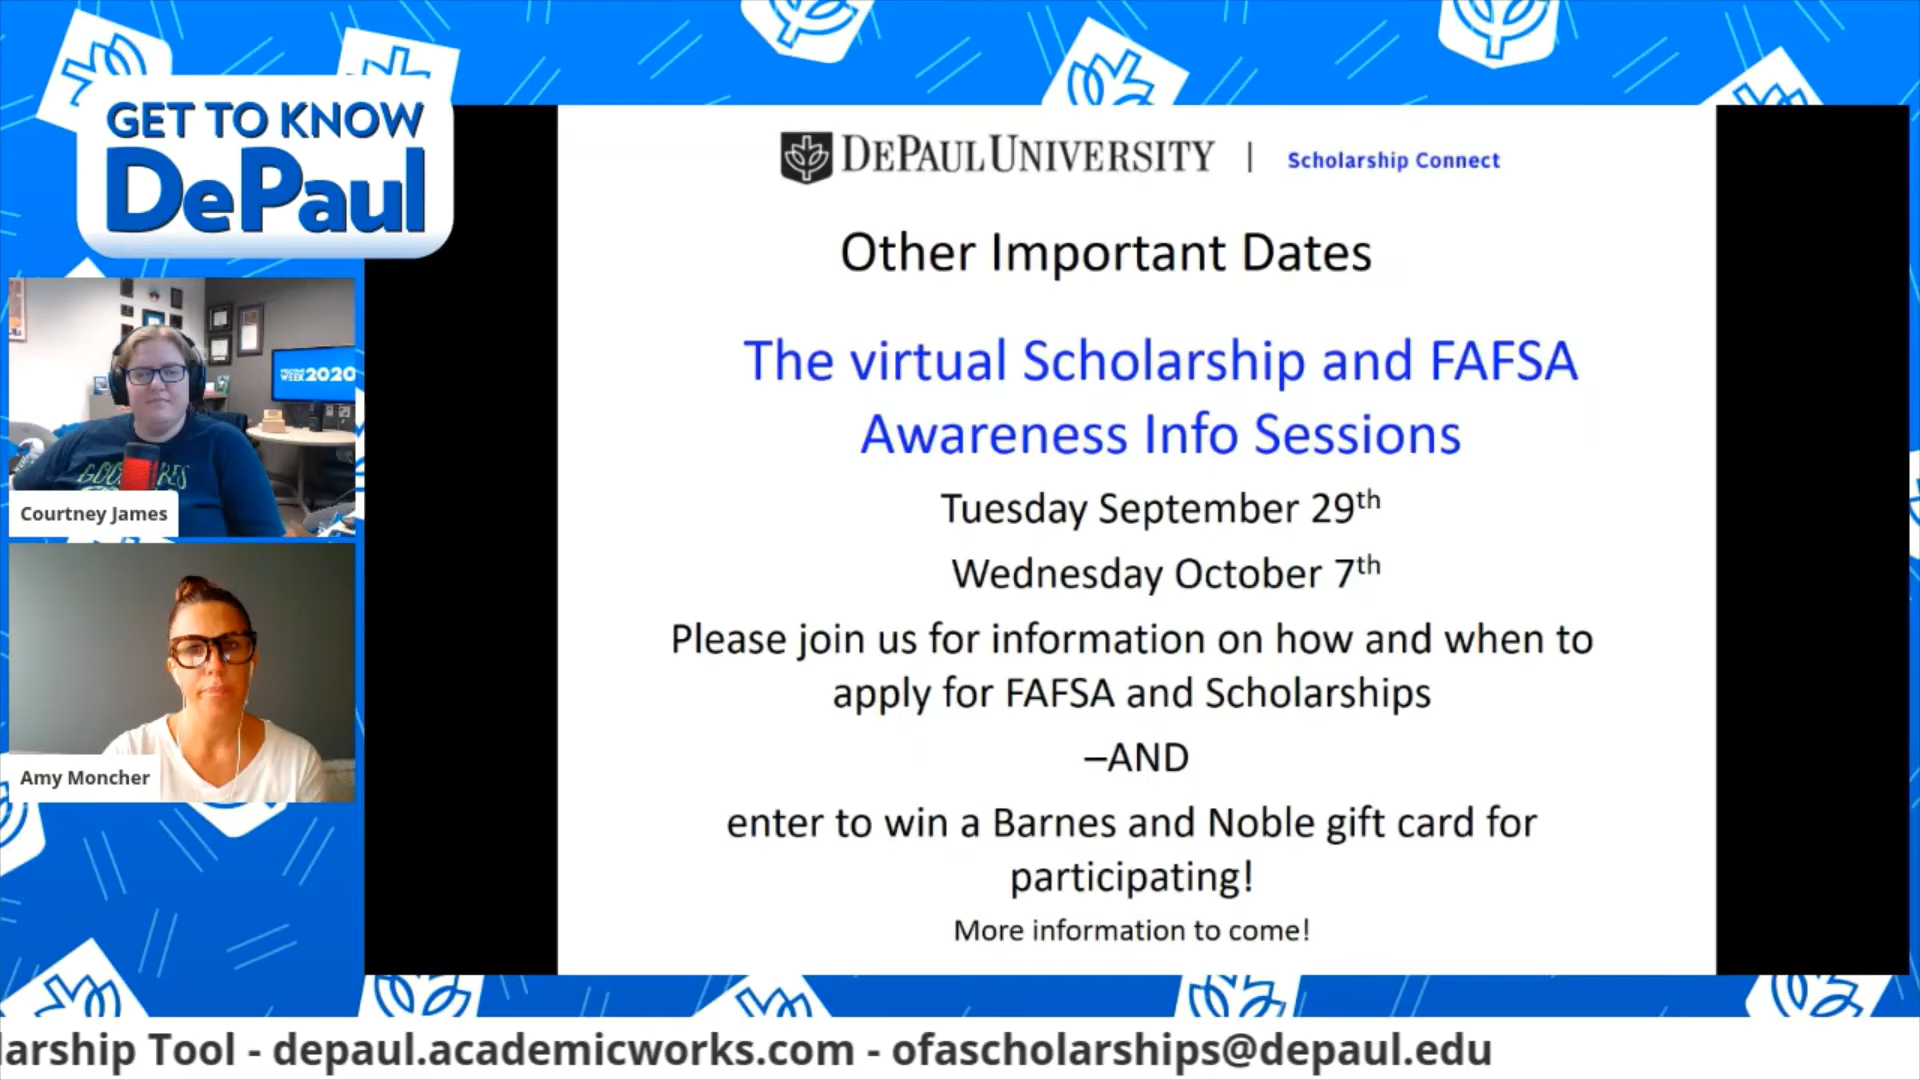 GET TO KNOW
DePaul
DEPAUL UNIVERSITY | Scholarship Connect
Other Important Dates
The virtual Scholarship and FAFSA
Awareness Info Sessions
Tuesday September 29th
Wednesday October 7th
Please join us for information on how and when to
apply for FAFSA and Scholarships
–AND
enter to win a Barnes and Noble gift card for
participating!
More information to come!
WEEK 2020
Courtney James
Amy Moncher
larship Tool - depaul.academicworks.com - ofascholarships@depaul.edu